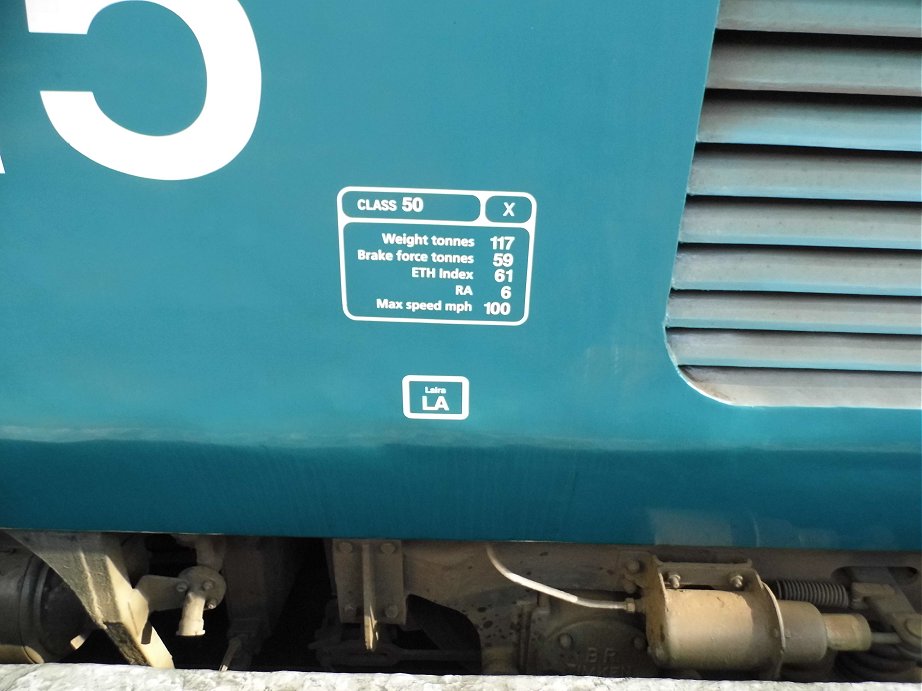 5
CLASS 50 X
Weight tonnes 117
Brake force tonnes 59
ETH Index 61
RA 6
Max speed mph 100
Laira
LA